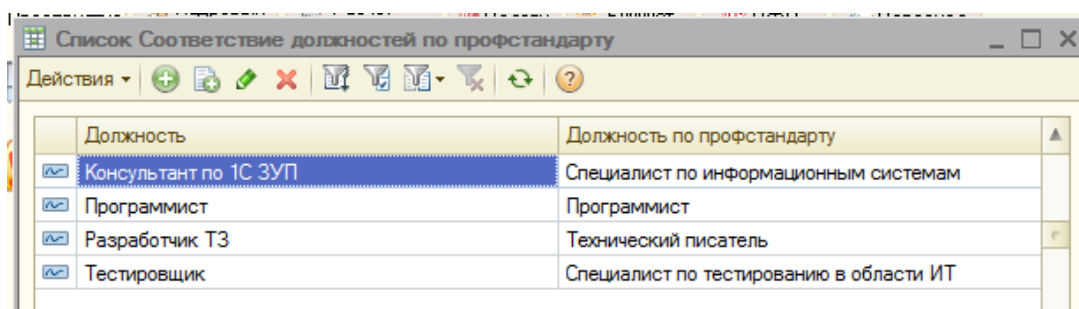 Список Соответствие должностей по профстандарту
Действия
Должность Должность по профстандарту
Консультант по 1С ЗУП Специалист по информационным системам
Программист Программист
Разработчик ТЗ Технический писатель
Тестировщик Специалист по тестированию в области ИТ